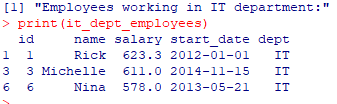 [1] "Employees working in IT department:"
> print(it_dept_employees)
  id     name salary start_date dept
1  1     Rick  623.3 2012-01-01   IT
3  3 Michelle  611.0 2014-11-15   IT
6  6     Nina  578.0 2013-05-21   IT
>